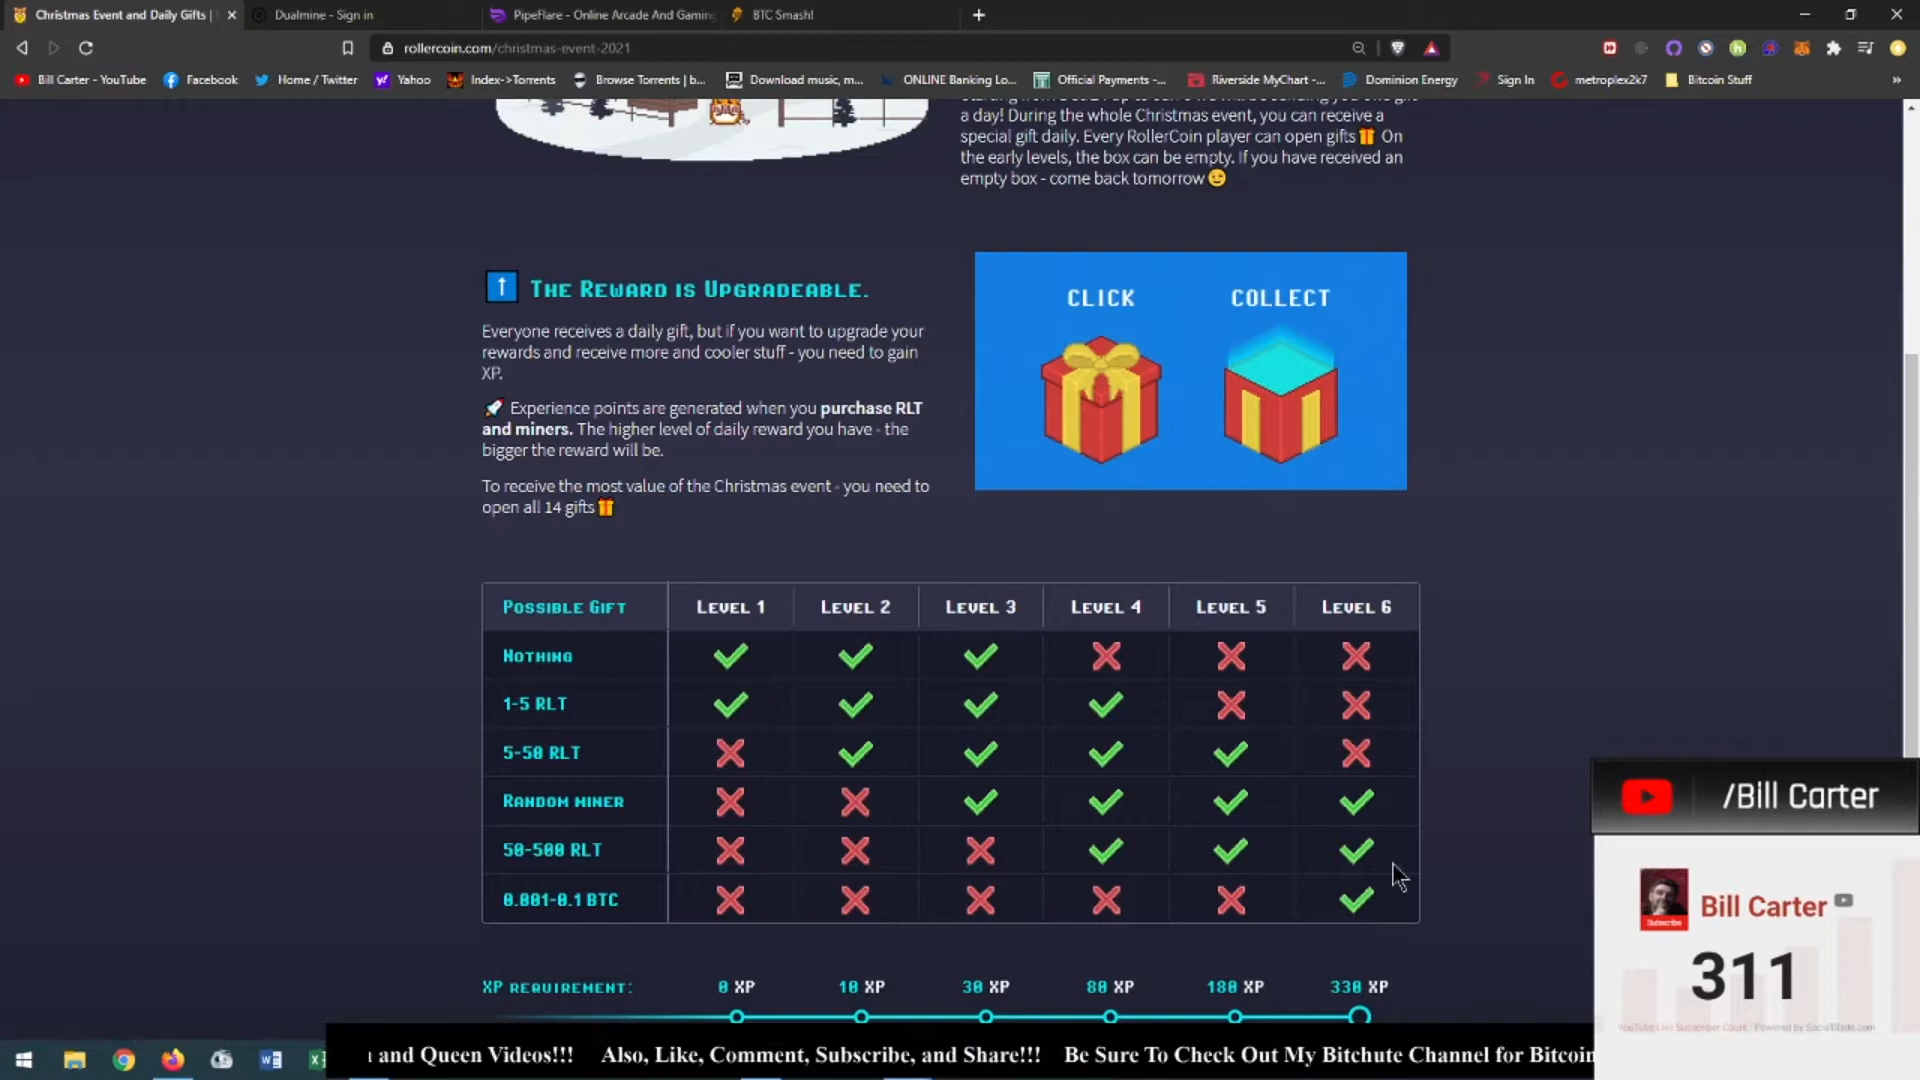 Christmas Event and Daily Gifts |
Dualmine - Sign in
PipeFlare - Online Arcade And Gaming
BTC Smash!
rollercoin.com/christmas-event-2021
Bill Carter - YouTube
Facebook
Home / Twitter
Yahoo
Index->Torrents
Browse Torrents | b...
Download music, m...
ONLINE Banking Lo...
Official Payments -...
Riverside MyChart -...
Dominion Energy
Sign In
metroplex2k7
Bitcoin Stuff
a day! During the whole Christmas event, you can receive a
special gift daily. Every RollerCoin player can open gifts🎁 On
the early levels, the box can be empty. If you have received an
empty box - come back tomorrow😉
The Reward is Upgradeable.
Everyone receives a daily gift, but if you want to upgrade your
rewards and receive more and cooler stuff - you need to gain
XP.
🚀 Experience points are generated when you purchase RLT
and miners. The higher level of daily reward you have - the
bigger the reward will be.
To receive the most value of the Christmas event - you need to
open all 14 gifts🎁
CLICK COLLECT
Possible Gift Level 1 Level 2 Level 3 Level 4 Level 5 Level 6
Nothing
1-5 RLT
5-50 RLT
Random miner
50-500 RLT
0.001-0.1 BTC
XP requirement: 0 XP 10 XP 30 XP 80 XP 180 XP 330 XP
/Bill Carter
Subscribe
Bill Carter
311
YouTube Live Subscriber Count | Powered by SocialBlade.com
and Queen Videos!!! Also, Like, Comment, Subscribe, and Share!!! Be Sure To Check Out My Bitchute Channel for Bitcoin